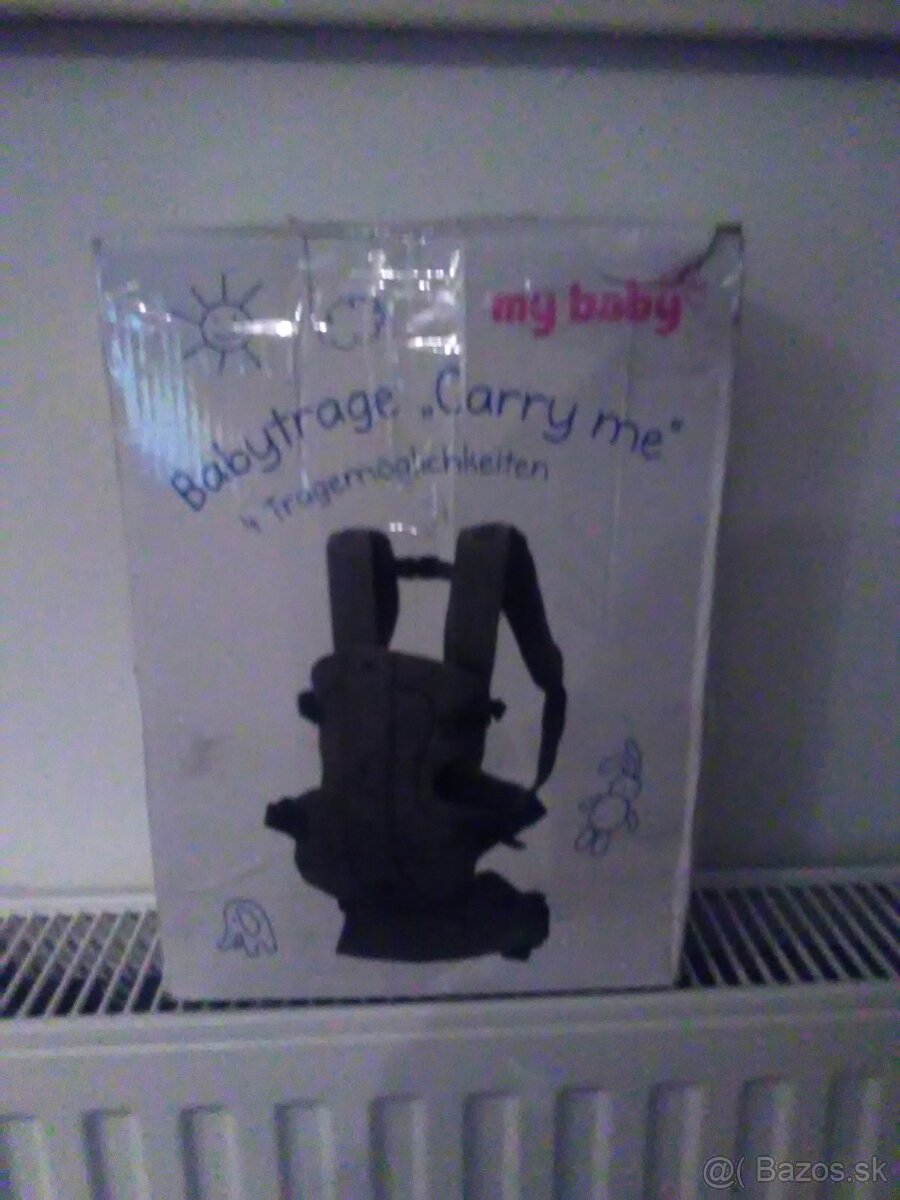 my baby
Babytrage „Carry me“
4 Tragemöglichkeiten
@( Bazos.sk